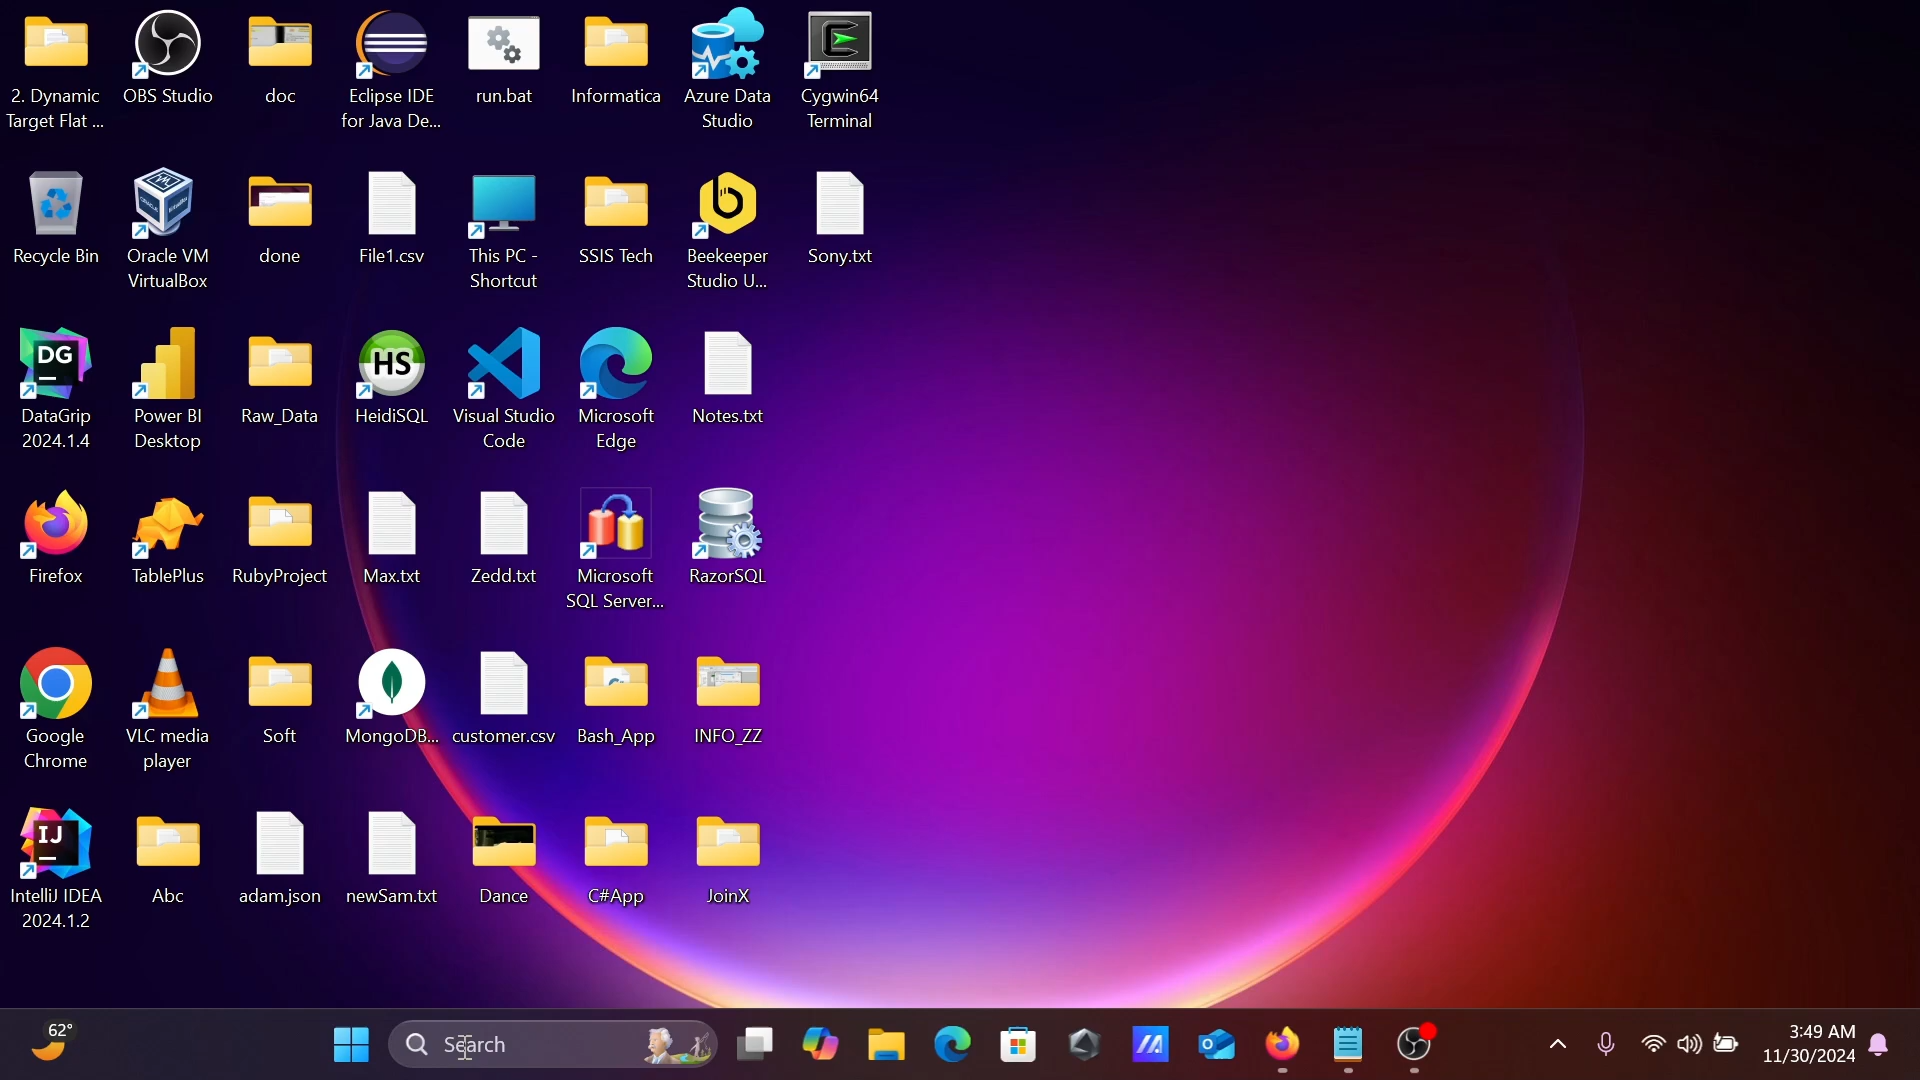 2. Dynamic
Target Flat ...
OBS Studio
doc
Eclipse IDE
for Java De...
run.bat
Informatica
Azure Data
Studio
Cygwin64
Terminal
Recycle Bin
Oracle VM
VirtualBox
done
File1.csv
This PC -
Shortcut
SSIS Tech
Beekeeper
Studio U...
Sony.txt
DG
DataGrip
2024.1.4
Power BI
Desktop
Raw_Data
HS
HeidiSQL
Visual Studio
Code
Microsoft
Edge
Notes.txt
Firefox
TablePlus
RubyProject
Max.txt
Zedd.txt
Microsoft
SQL Server...
RazorSQL
Google
Chrome
VLC media
player
Soft
MongoDB...
customer.csv
Bash_App
INFO_ZZ
IJ
IntelliJ IDEA
2024.1.2
Abc
adam.json
newSam.txt
Dance
C#App
JoinX
62°
Search
3:49 AM
11/30/2024